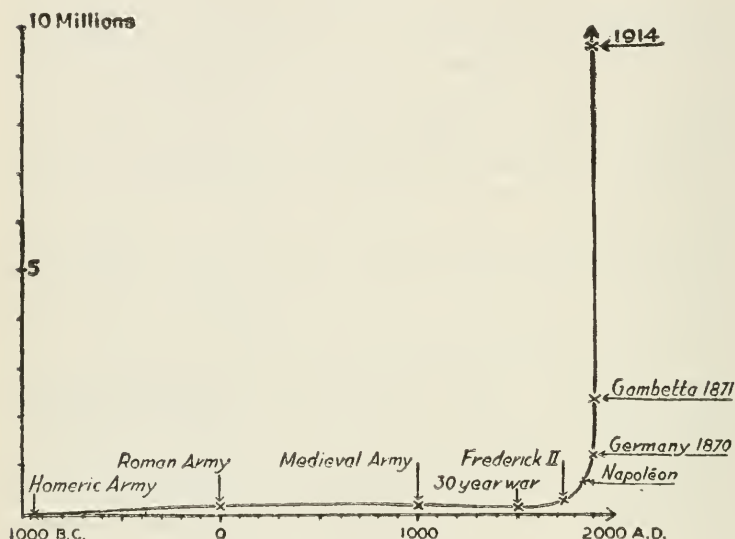 10 Millions
1914
5
Gambetta 1871
Germany 1870
Napoléon
Frederick II
30 year war
Medieval Army
Roman Army
Homeric Army
1000 B.C.
0
1000
2000 A.D.